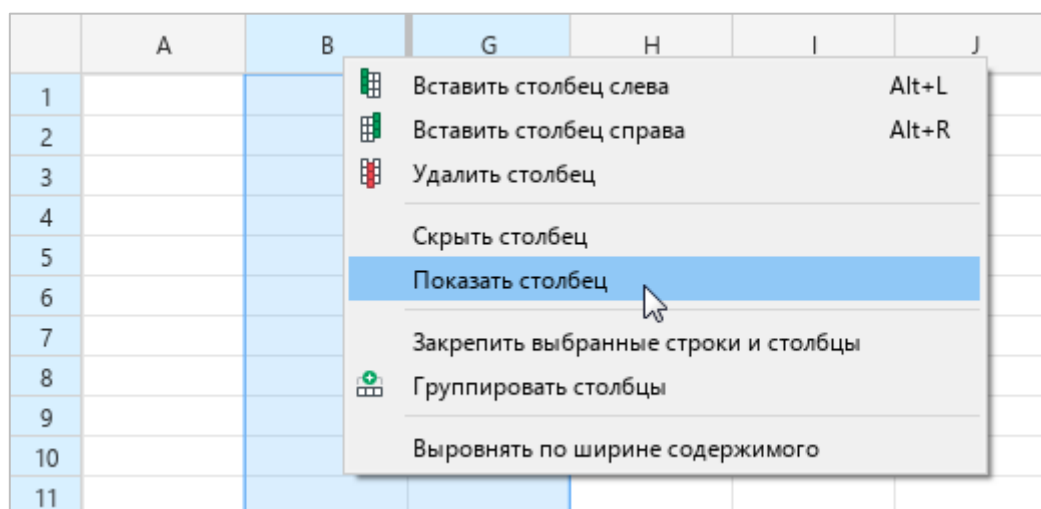 A B G H I J
1
Вставить столбец слева Alt+L
2
Вставить столбец справа Alt+R
3
Удалить столбец
4
Скрыть столбец
5
Показать столбец
6
7
Закрепить выбранные строки и столбцы
8
Группировать столбцы
9
10
Выровнять по ширине содержимого
11